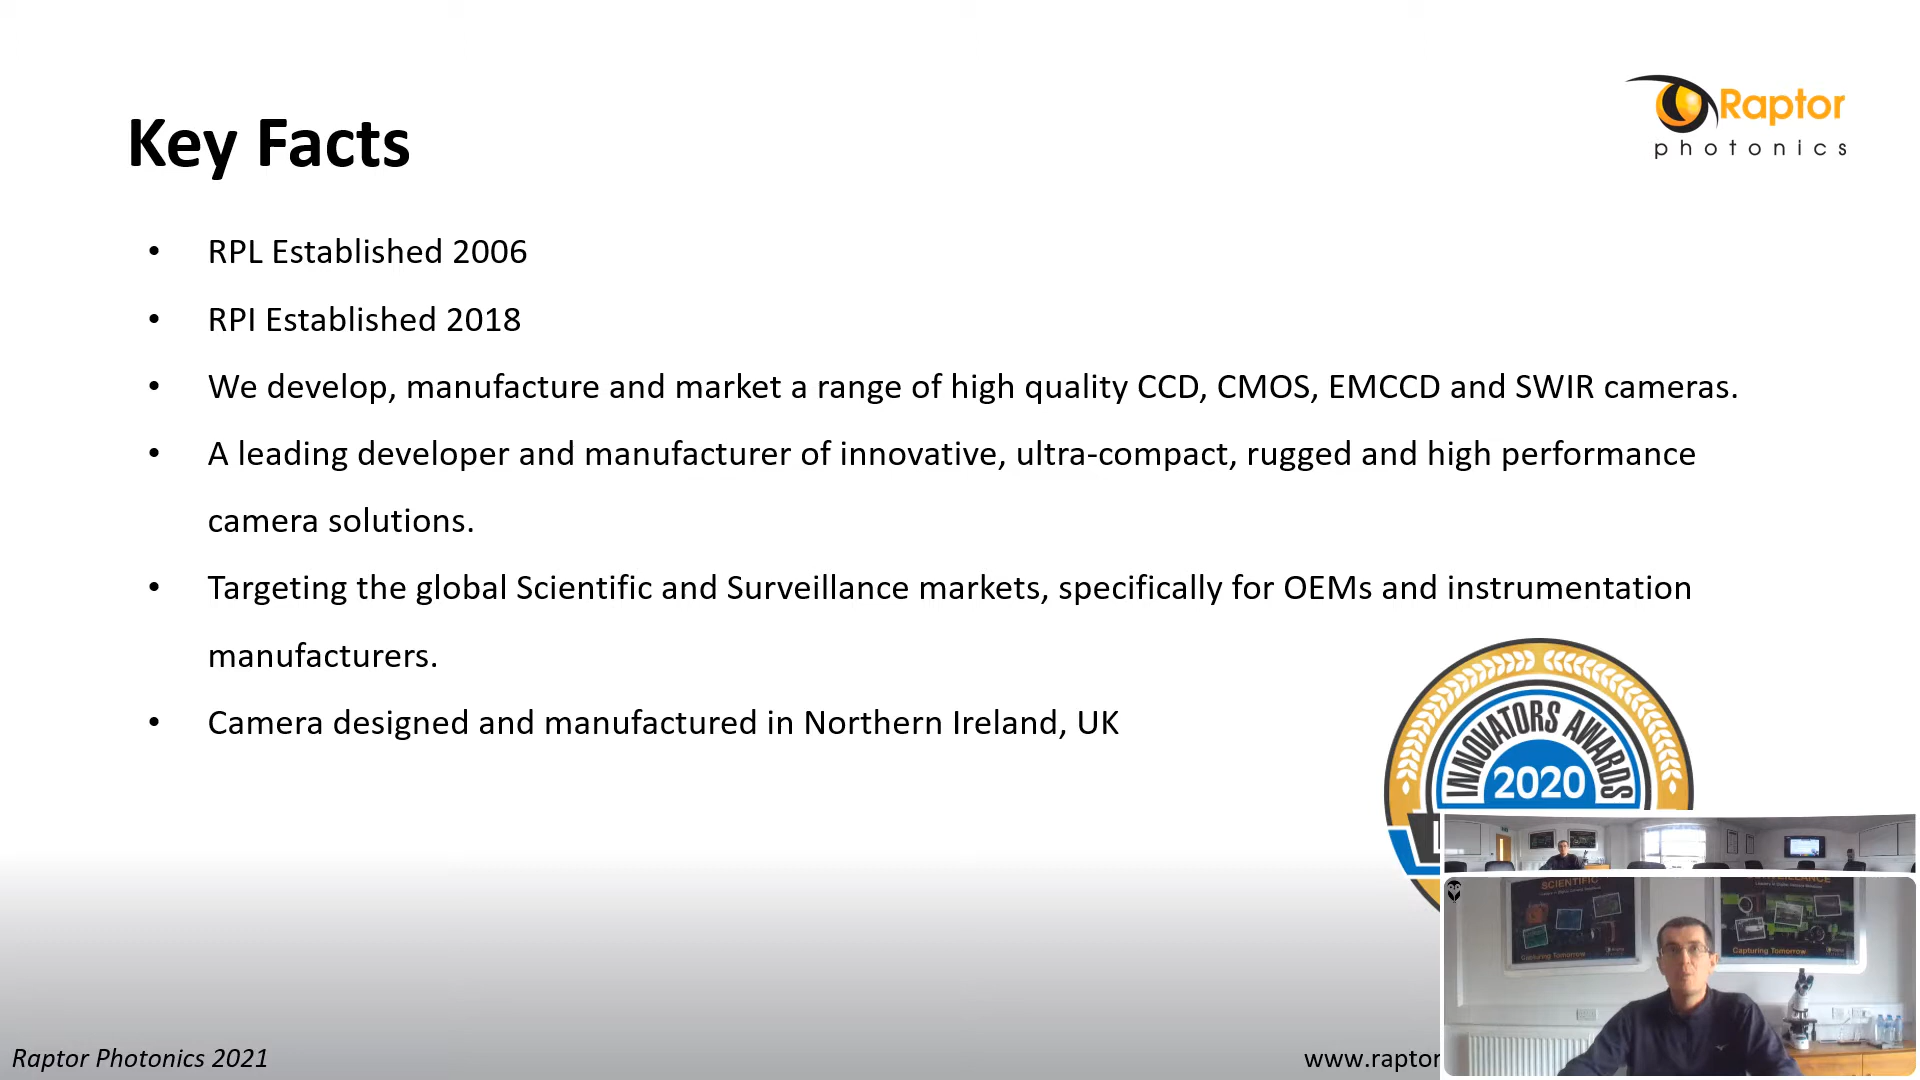 Raptor
photonics
Key Facts
• RPL Established 2006
• RPI Established 2018
• We develop, manufacture and market a range of high quality CCD, CMOS, EMCCD and SWIR cameras.
• A leading developer and manufacturer of innovative, ultra-compact, rugged and high performance
camera solutions.
• Targeting the global Scientific and Surveillance markets, specifically for OEMs and instrumentation
manufacturers.
• Camera designed and manufactured in Northern Ireland, UK
INNOVATORS AWARDS
2020
SCIENTIFIC
Capturing Tomorrow
Capturing Tomorrow
Raptor Photonics 2021
www.raptor